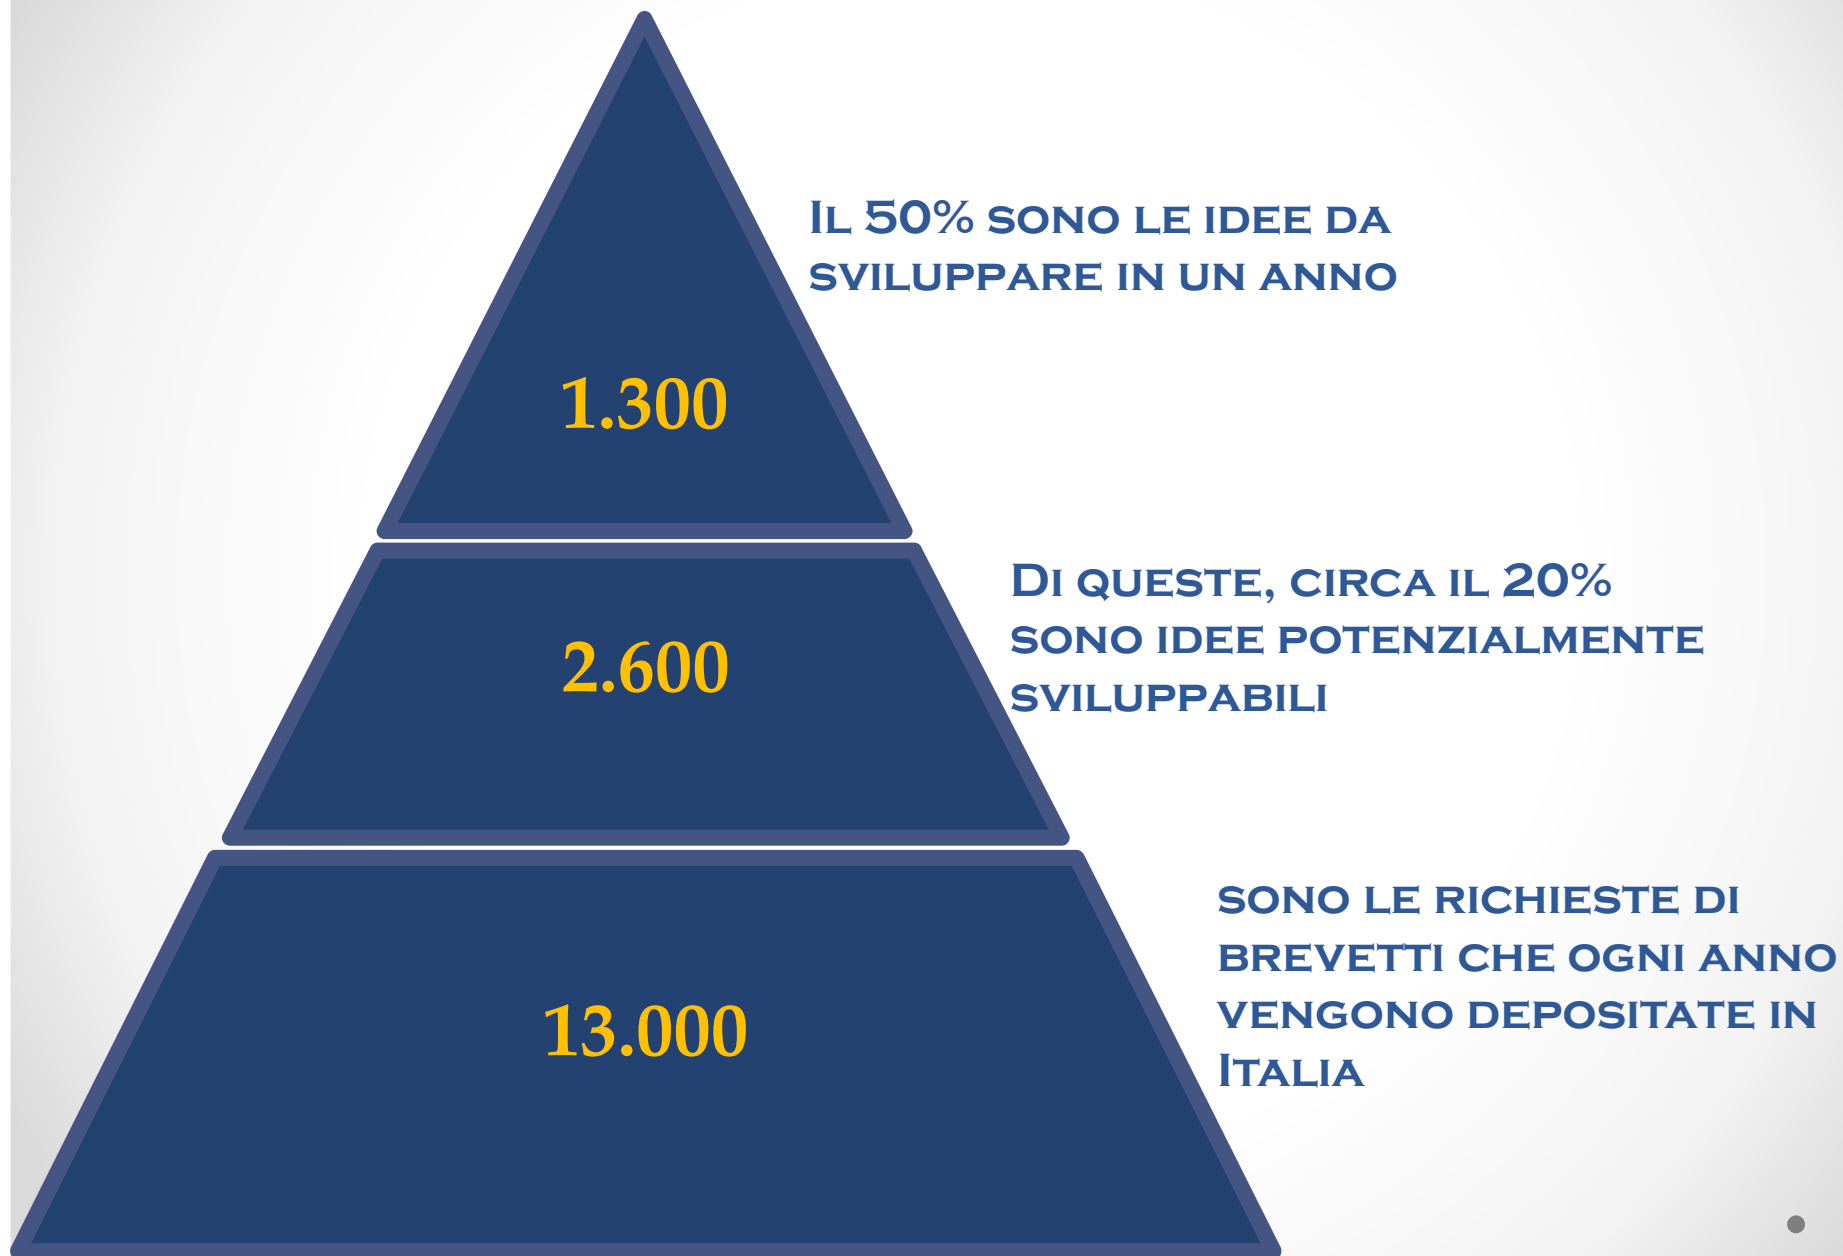 Il 50% sono le idee da
sviluppare in un anno
1.300
Di queste, circa il 20%
sono idee potenzialmente
sviluppabili
2.600
sono le richieste di
brevetti che ogni anno
vengono depositate in
Italia
13.000